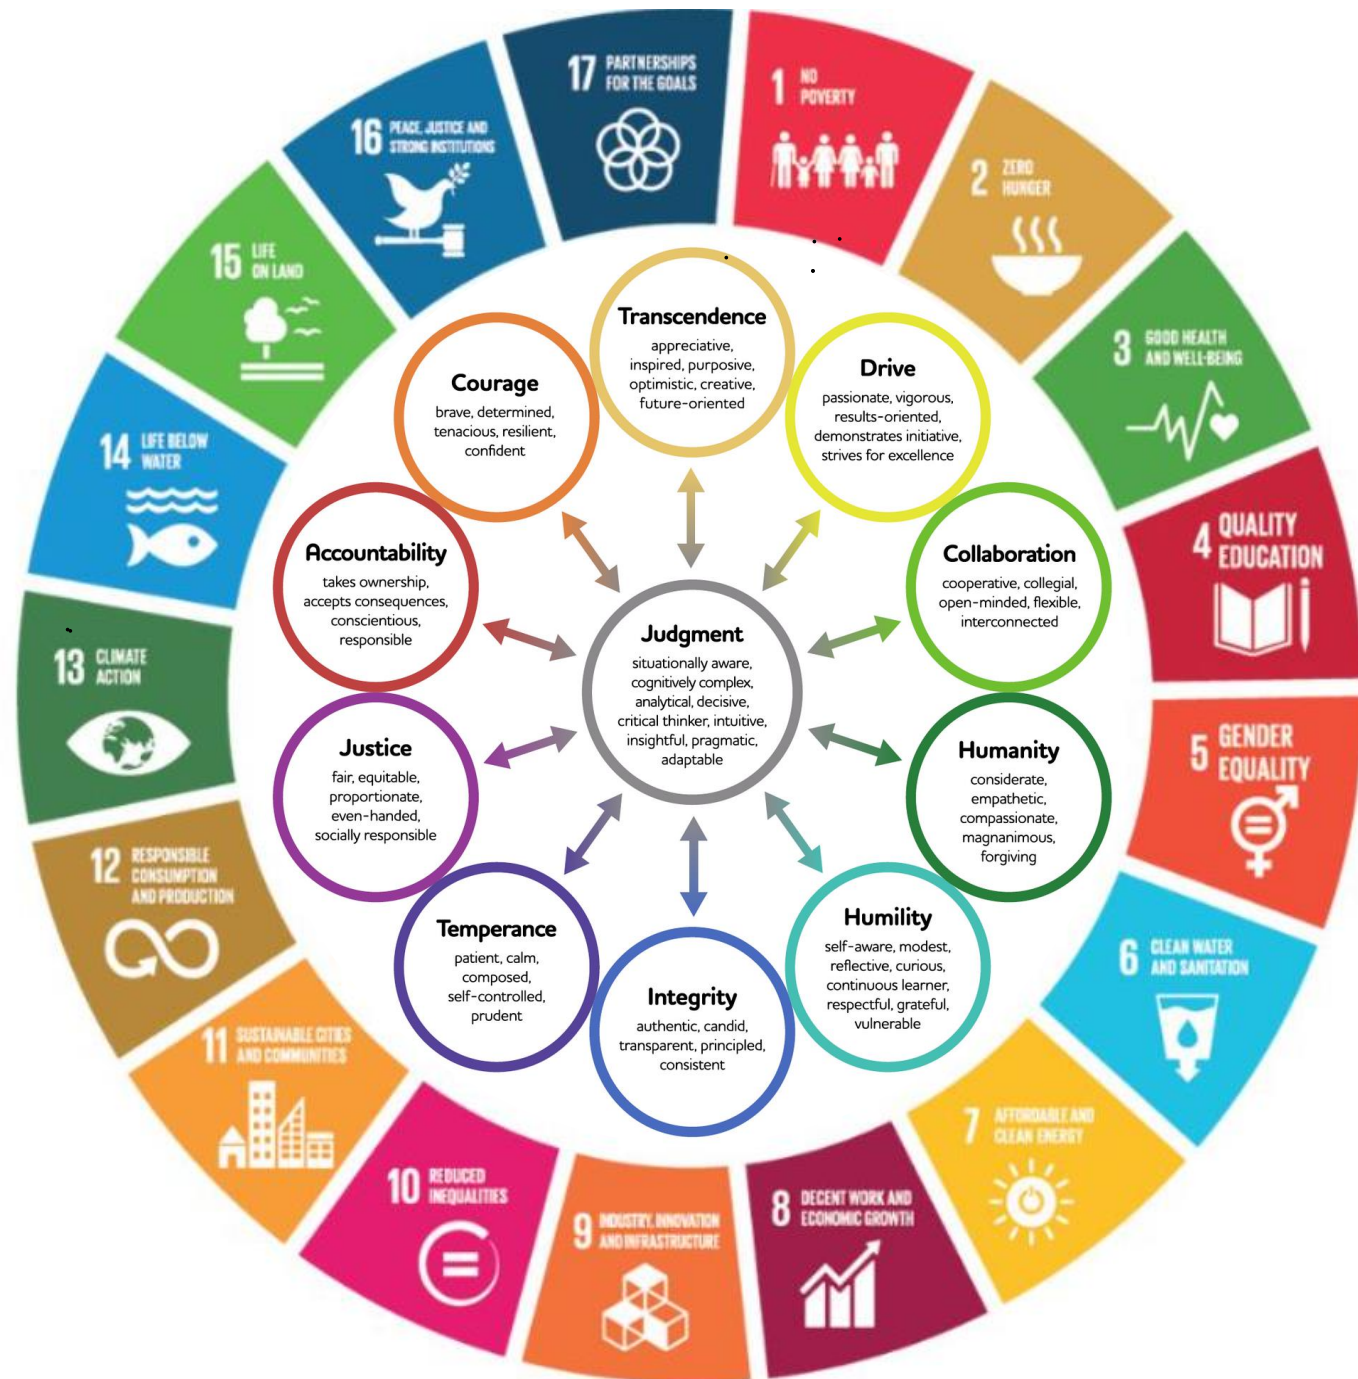 17 PARTNERSHIPS
FOR THE GOALS
1 NO
POVERTY
2 ZERO
HUNGER
3 GOOD HEALTH
AND WELL-BEING
4 QUALITY
EDUCATION
5 GENDER
EQUALITY
6 CLEAN WATER
AND SANITATION
7 AFFORDABLE AND
CLEAN ENERGY
8 DECENT WORK AND
ECONOMIC GROWTH
9 INDUSTRY, INNOVATION
AND INFRASTRUCTURE
10 REDUCED
INEQUALITIES
11 SUSTAINABLE CITIES
AND COMMUNITIES
12 RESPONSIBLE
CONSUMPTION
AND PRODUCTION
13 CLIMATE
ACTION
14 LIFE BELOW
WATER
15 LIFE
ON LAND
16 PEACE, JUSTICE AND
STRONG INSTITUTIONS
Transcendence
appreciative,
inspired, purposive,
optimistic, creative,
future-oriented
Drive
passionate, vigorous,
results-oriented,
demonstrates initiative,
strives for excellence
Collaboration
cooperative, collegial,
open-minded, flexible,
interconnected
Humanity
considerate,
empathetic,
compassionate,
magnanimous,
forgiving
Humility
self-aware, modest,
reflective, curious,
continuous learner,
respectful, grateful,
vulnerable
Integrity
authentic, candid,
transparent, principled,
consistent
Temperance
patient, calm,
composed,
self-controlled,
prudent
Justice
fair, equitable,
proportionate,
even-handed,
socially responsible
Accountability
takes ownership,
accepts consequences,
conscientious,
responsible
Courage
brave, determined,
tenacious, resilient,
confident
Judgment
situationally aware,
cognitively complex,
analytical, decisive,
critical thinker, intuitive,
insightful, pragmatic,
adaptable